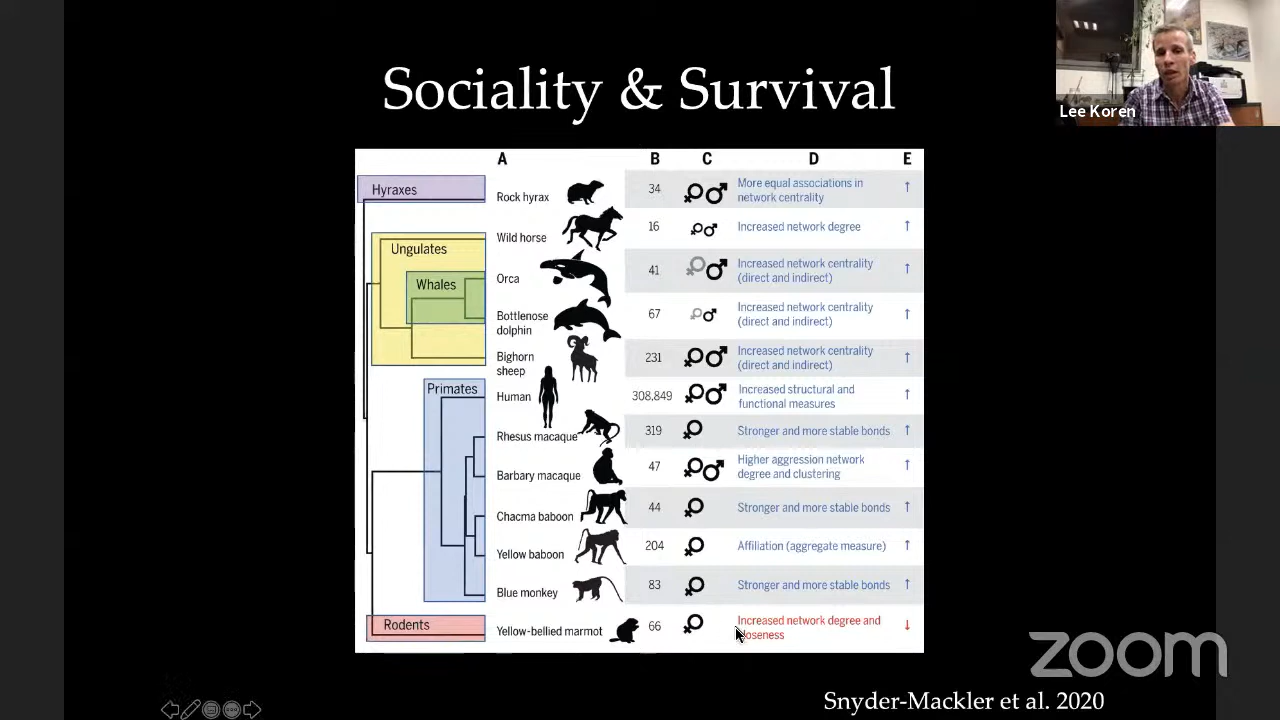 Sociality & Survival
Lee Koren
A B C D E
Hyraxes
Rock hyrax 34 More equal associations in
network centrality ↑
Wild horse 16 Increased network degree ↑
Ungulates
Whales
Orca 41 Increased network centrality
(direct and indirect) ↑
Bottlenose
dolphin 67 Increased network centrality
(direct and indirect) ↑
Bighorn
sheep 231 Increased network centrality
(direct and indirect) ↑
Primates
Human 308,849 Increased structural and
functional measures ↑
Rhesus macaque 319 Stronger and more stable bonds ↑
Barbary macaque 47 Higher aggression network
degree and clustering ↑
Chacma baboon 44 Stronger and more stable bonds ↑
Yellow baboon 204 Affiliation (aggregate measure) ↑
Blue monkey 83 Stronger and more stable bonds ↑
Rodents
Yellow-bellied marmot 66 Increased network degree and
closeness ↓
zoom
Snyder-Mackler et al. 2020